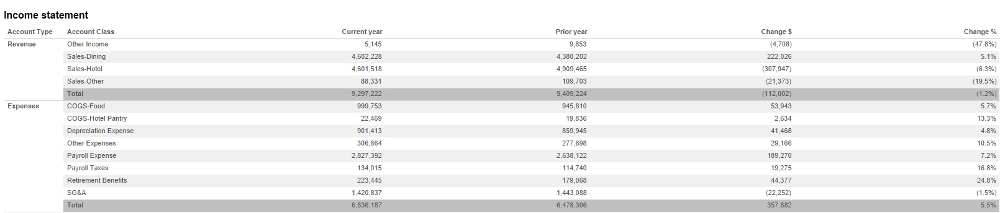 Income statement
Account Type Account Class Current year Prior year Change $ Change %
Revenue Other Income 5,145 9,853 (4,708) (47.8%)
Sales-Dining 4,602,228 4,380,202 222,026 5.1%
Sales-Hotel 4,601,518 4,909,465 (307,947) (6.3%)
Sales-Other 88,331 109,703 (21,373) (19.5%)
Total 9,297,222 9,409,224 (112,002) (1.2%)
Expenses COGS-Food 999,753 945,810 53,943 5.7%
COGS-Hotel Pantry 22,469 19,836 2,634 13.3%
Depreciation Expense 901,413 859,945 41,468 4.8%
Other Expenses 306,864 277,698 29,166 10.5%
Payroll Expense 2,827,392 2,638,122 189,270 7.2%
Payroll Taxes 134,015 114,740 19,275 16.8%
Retirement Benefits 223,445 179,068 44,377 24.8%
SG&A 1,420,837 1,443,088 (22,252) (1.5%)
Total 6,836,187 6,478,306 357,882 5.5%